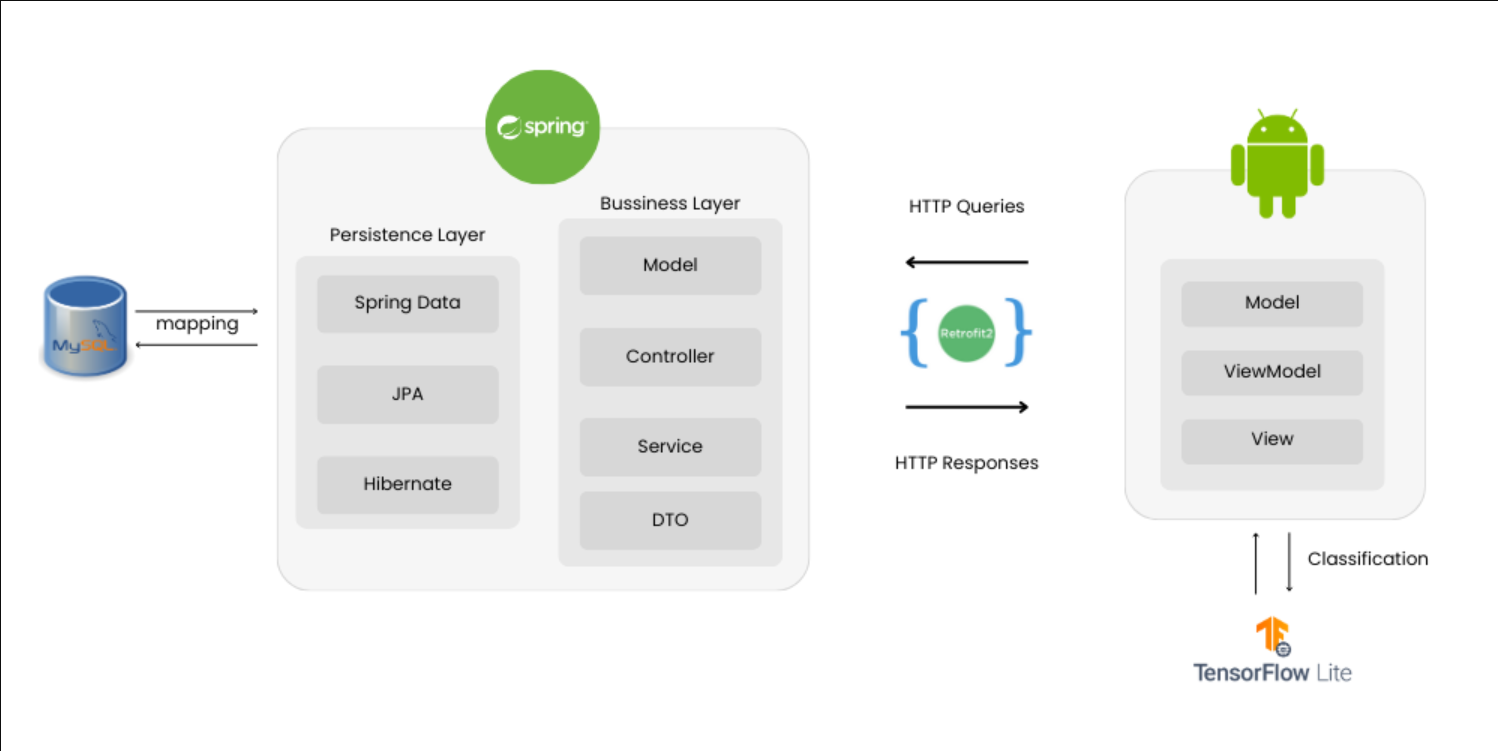 spring
Bussiness Layer
Persistence Layer
Model
Spring Data
Controller
JPA
Service
Hibernate
DTO
MySQL
mapping
HTTP Queries
Retrofit2
HTTP Responses
Model
ViewModel
View
Classification
TensorFlow Lite